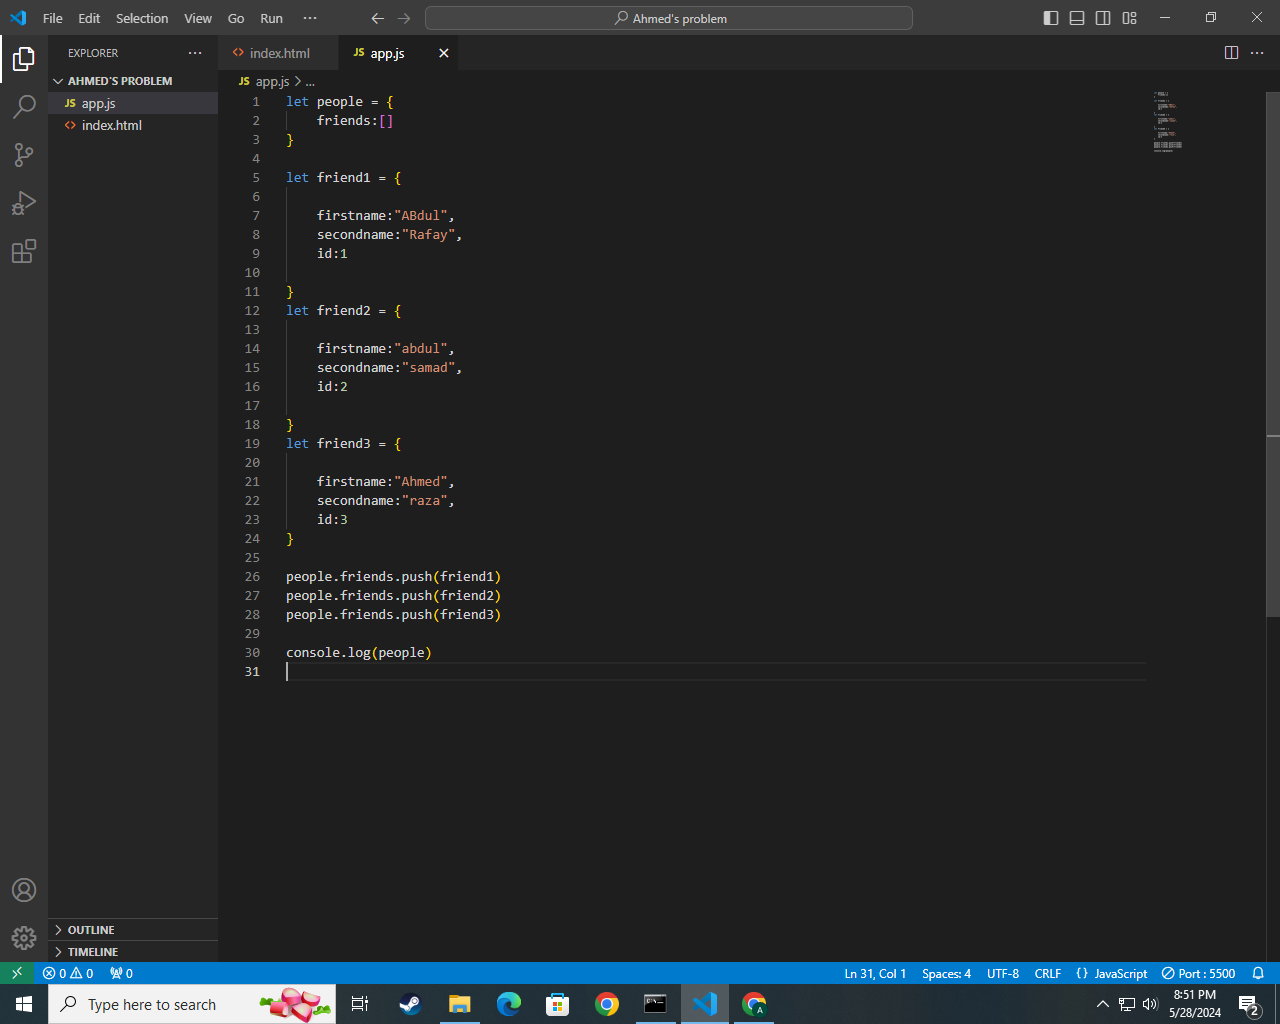 File Edit Selection View Go Run ···
Ahmed's problem
EXPLORER ···
index.html
JS app.js
AHMED'S PROBLEM
JS app.js
index.html
JS app.js > ...
1 let people = {
2 friends:[]
3 }
4
5 let friend1 = {
6
7 firstname:"ABdul",
8 secondname:"Rafay",
9 id:1
10
11 }
12 let friend2 = {
13
14 firstname:"abdul",
15 secondname:"samad",
16 id:2
17
18 }
19 let friend3 = {
20
21 firstname:"Ahmed",
22 secondname:"raza",
23 id:3
24 }
25
26 people.friends.push(friend1)
27 people.friends.push(friend2)
28 people.friends.push(friend3)
29
30 console.log(people)
31
OUTLINE
TIMELINE
0 0 0 Ln 31, Col 1 Spaces: 4 UTF-8 CRLF {} JavaScript Port : 5500
Type here to search
A
8:51 PM
5/28/2024
2